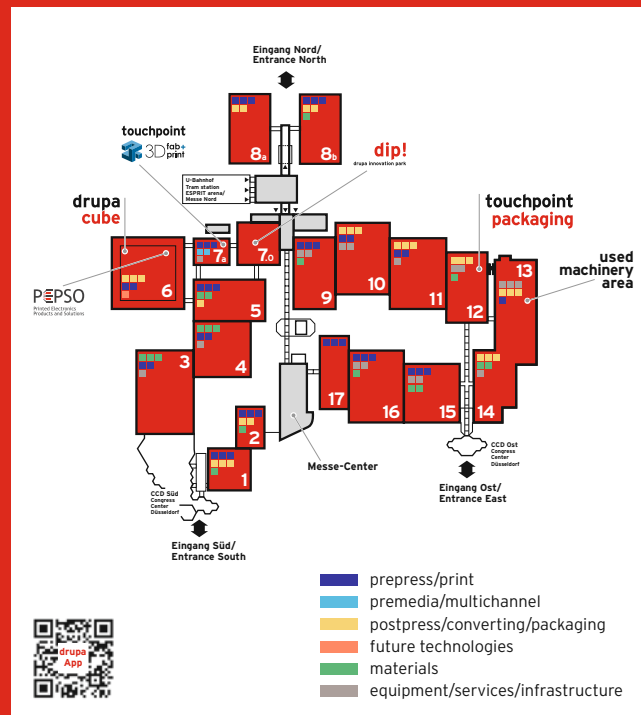 Eingang Nord/
Entrance North
8a
8b
touchpoint
3D fab+
print
dip!
drupa innovation park
U-Bahnhof
Tram station
ESPRIT arena/
Messe Nord
drupa
cube
touchpoint
packaging
used
machinery
area
7a
7.0
6
5
9
10
11
12
13
PEPSO
Printed Electronics
Products and Solutions
3
4
17
16
15
14
2
1
Messe-Center
CCD Ost
Congress
Center
Düsseldorf
CCD Süd
Congress
Center
Düsseldorf
Eingang Ost/
Entrance East
Eingang Süd/
Entrance South
drupa
App
prepress/print
premedia/multichannel
postpress/converting/packaging
future technologies
materials
equipment/services/infrastructure